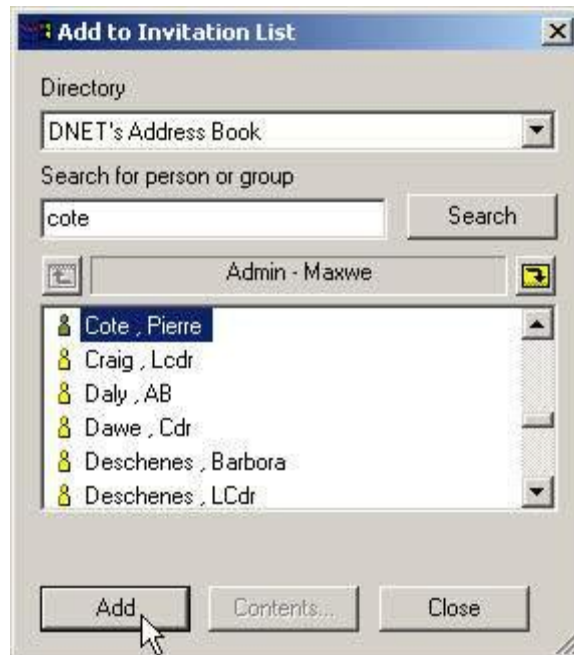 Add to Invitation List
Directory
DNET's Address Book
Search for person or group
cote
Search
Admin - Maxwe
Cote , Pierre
Craig , Lcdr
Daly , AB
Dawe , Cdr
Deschenes , Barbora
Deschenes , LCdr
Add
Contents...
Close